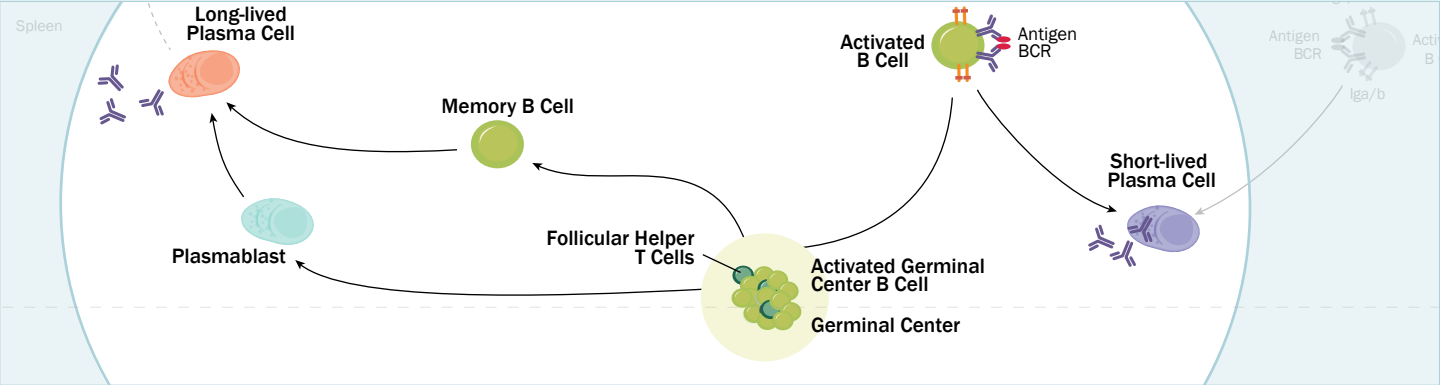 Spleen
Long-lived
Plasma Cell
Activated
B Cell
Antigen
BCR
Antigen
BCR
B
Iga/b
Memory B Cell
Short-lived
Plasma Cell
Plasmablast
Follicular Helper
T Cells
Activated Germinal
Center B Cell
Germinal Center